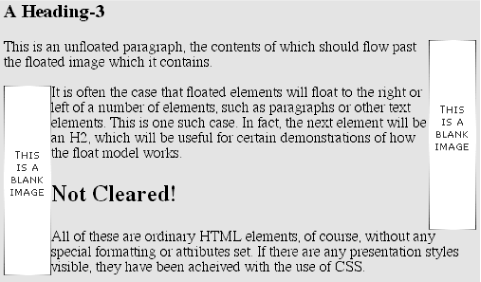 A Heading-3
This is an unfloated paragraph, the contents of which should flow past
the floated image which it contains.
It is often the case that floated elements will float to the right or
left of a number of elements, such as paragraphs or other text
elements. This is one such case. In fact, the next element will be
an H2, which will be useful for certain demonstrations of how
the float model works.
THIS
IS A
BLANK
IMAGE
THIS
IS A
BLANK
IMAGE
Not Cleared!
All of these are ordinary HTML elements, of course, without any
special formatting or attributes set. If there are any presentation styles
visible, they have been acheived with the use of CSS.